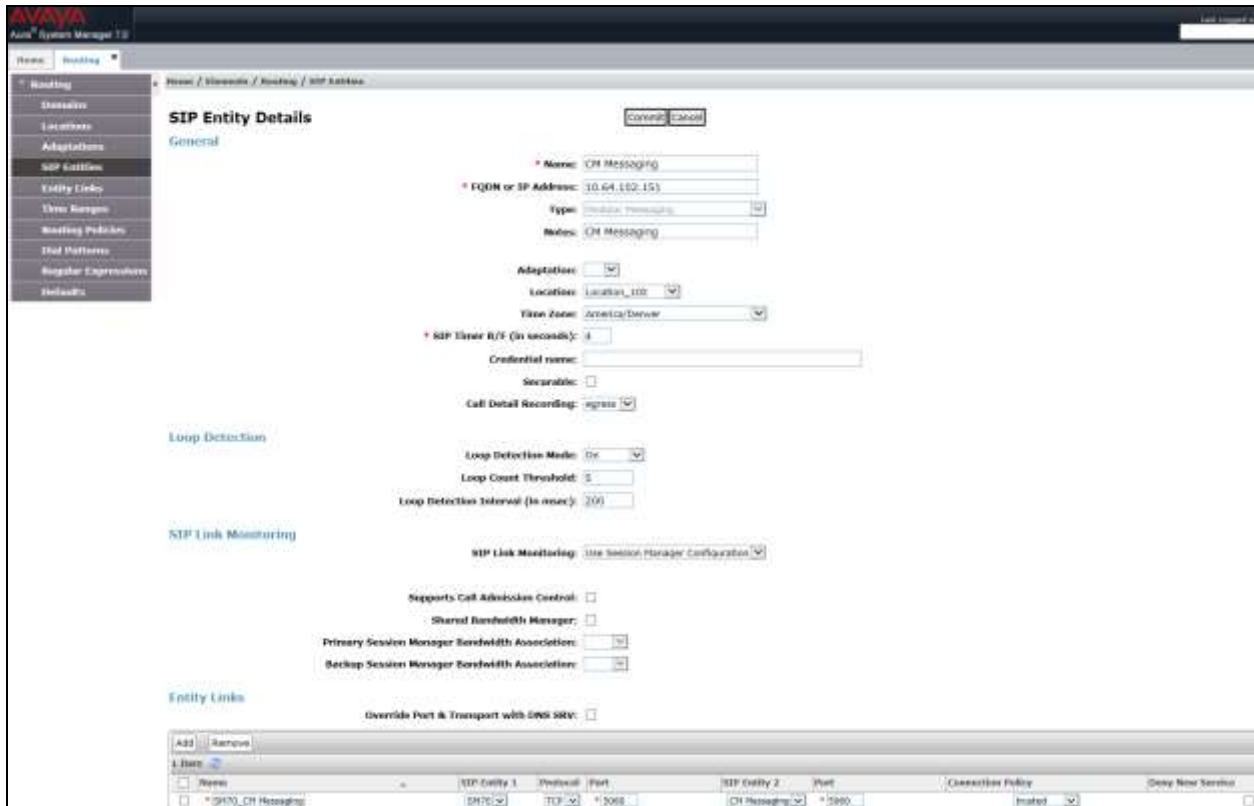 AVAYA
Aura® System Manager 7.0
Last Logged
Home Routing ×
Routing
Domains
Locations
Adaptations
SIP Entities
Entity Links
Time Ranges
Routing Policies
Dial Patterns
Regular Expressions
Defaults
Home / Elements / Routing / SIP Entities
SIP Entity Details
Commit Cancel
General
* Name: CM Messaging
* FQDN or IP Address: 10.64.102.151
Type: Modular Messaging
Notes: CM Messaging
Adaptation:
Location: Location_100
Time Zone: America/Denver
* SIP Timer B/F (in seconds): 4
Credential name:
Securable:
Call Detail Recording: egress
Loop Detection
Loop Detection Mode: On
Loop Count Threshold: 5
Loop Detection Interval (in msec): 200
SIP Link Monitoring
SIP Link Monitoring: Use Session Manager Configuration
Supports Call Admission Control:
Shared Bandwidth Manager:
Primary Session Manager Bandwidth Association:
Backup Session Manager Bandwidth Association:
Entity Links
Override Port & Transport with DNS SRV:
Add Remove
1 Item
Name SIP Entity 1 Protocol Port SIP Entity 2 Port Connection Policy Deny New Service
* SM70_CM Messaging SM70 TCP * 5060 CM Messaging * 5060 trusted